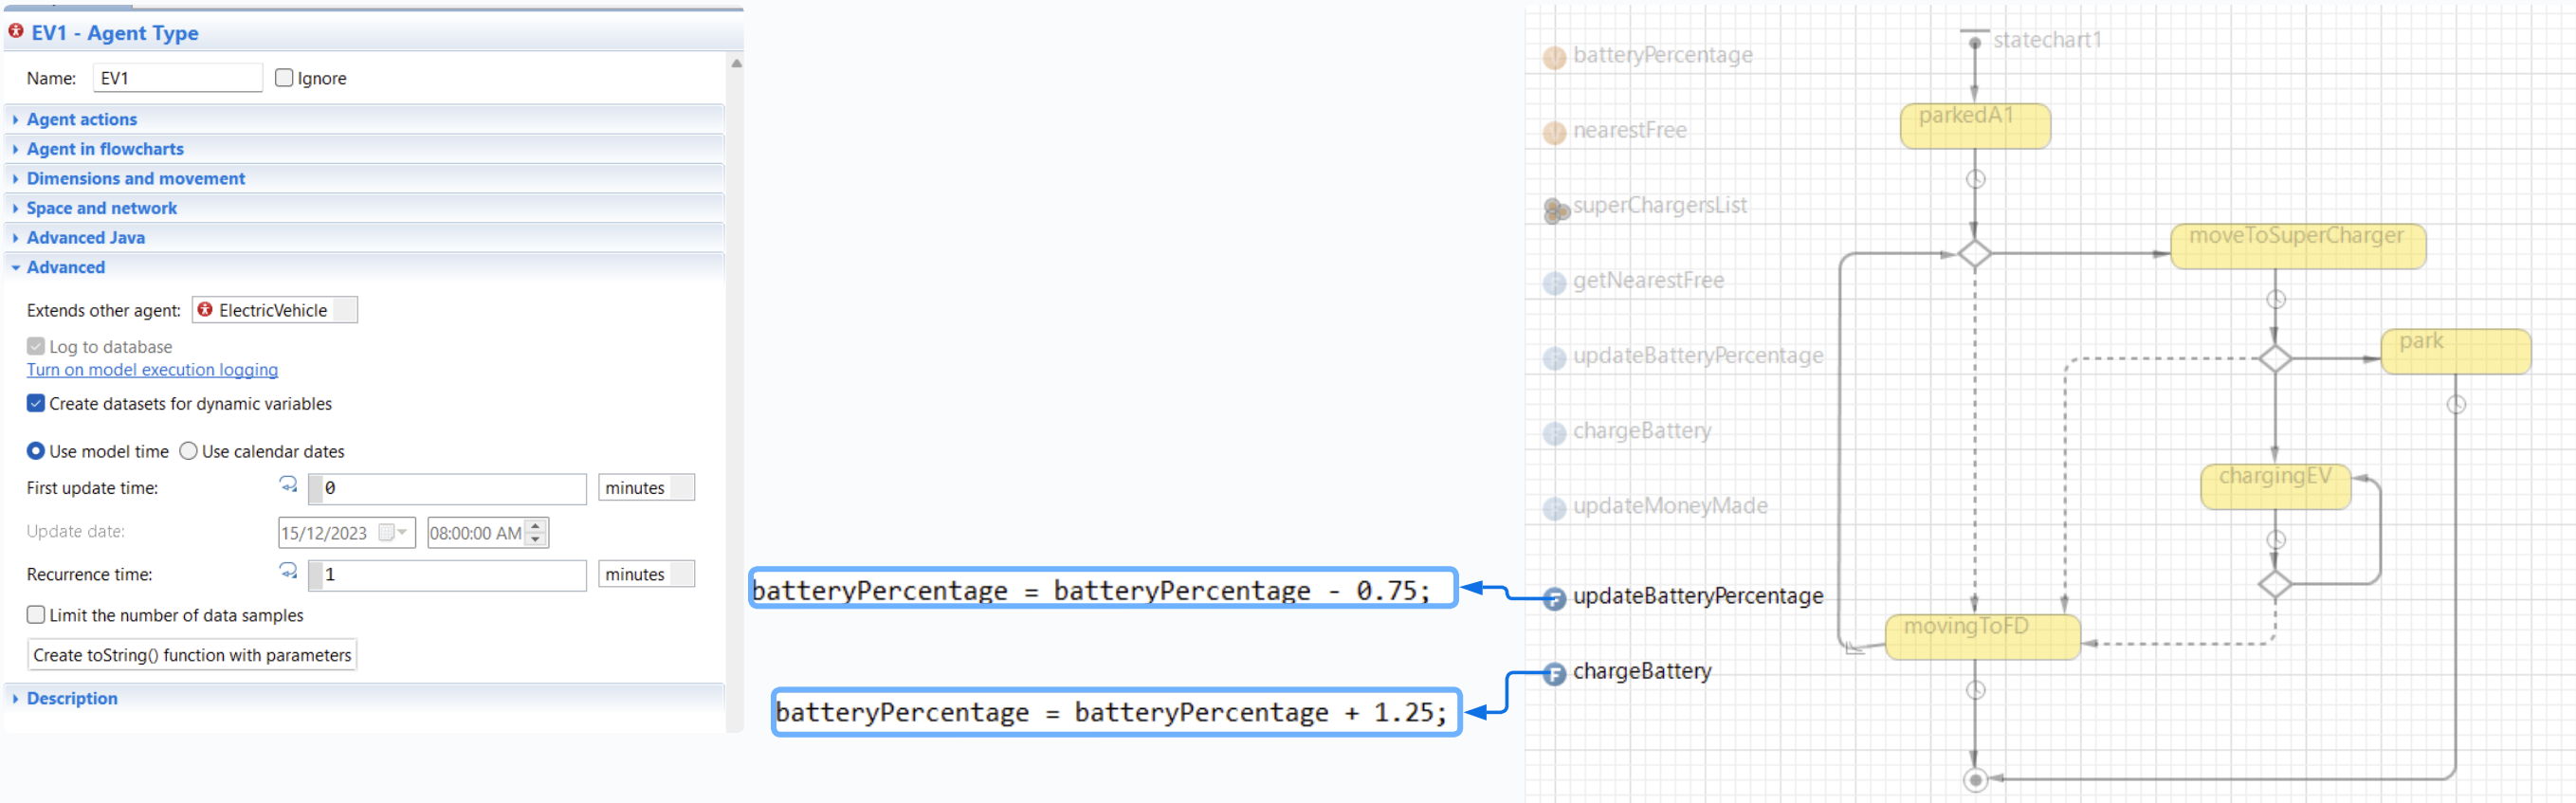 EV1 - Agent Type
Name: EV1 Ignore
Agent actions
Agent in flowcharts
Dimensions and movement
Space and network
Advanced Java
Advanced
Extends other agent: ElectricVehicle
Log to database
Turn on model execution logging
Create datasets for dynamic variables
Use model time Use calendar dates
First update time: 0 minutes
Update date: 15/12/2023 08:00:00 AM
Recurrence time: 1 minutes
Limit the number of data samples
Create toString() function with parameters
Description
batteryPercentage = batteryPercentage - 0.75;
batteryPercentage = batteryPercentage + 1.25;
V batteryPercentage
V nearestFree
superChargersList
F getNearestFree
F updateBatteryPercentage
F chargeBattery
F updateMoneyMade
F updateBatteryPercentage
F chargeBattery
statechart1
parkedA1
moveToSuperCharger
park
chargingEV
movingToFD